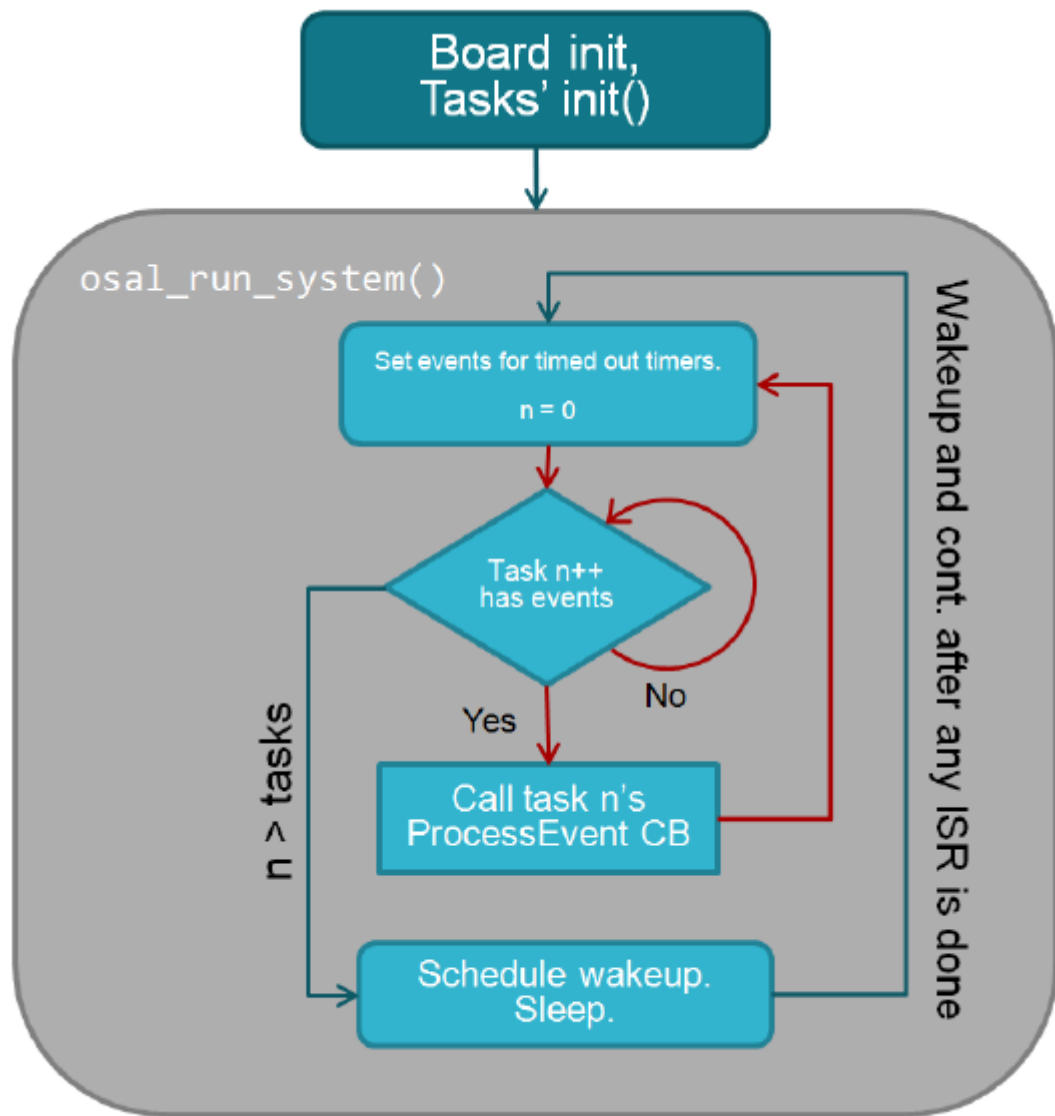 Board init,
Tasks' init()
osal_run_system()
Set events for timed out timers.
n = 0
Task n++
has events
No
Yes
Call task n's
ProcessEvent CB
n > tasks
Schedule wakeup.
Sleep.
Wakeup and cont. after any ISR is done